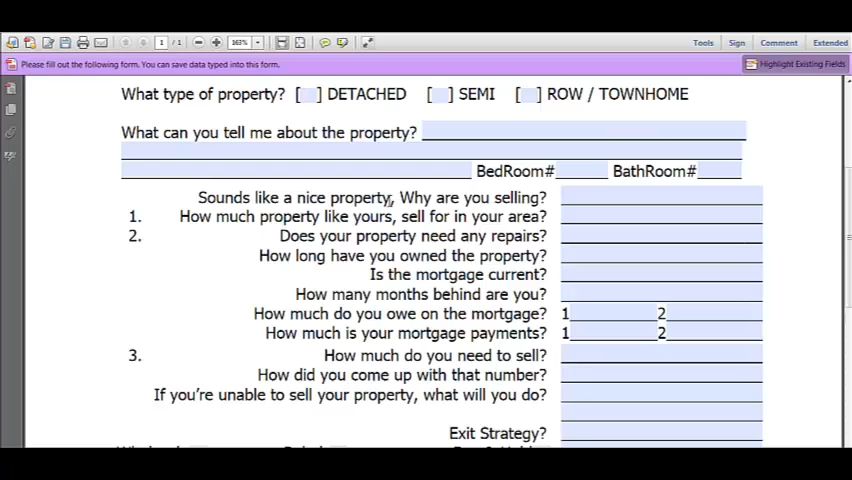 1 / 1 163% Tools Sign Comment Extended
Please fill out the following form. You can save data typed into this form. Highlight Existing Fields
What type of property? [ ] DETACHED [ ] SEMI [ ] ROW / TOWNHOME
What can you tell me about the property?
BedRoom# BathRoom#
Sounds like a nice property, Why are you selling?
1. How much property like yours, sell for in your area?
2. Does your property need any repairs?
How long have you owned the property?
Is the mortgage current?
How many months behind are you?
How much do you owe on the mortgage? 1 2
How much is your mortgage payments? 1 2
3. How much do you need to sell?
How did you come up with that number?
If you're unable to sell your property, what will you do?
Exit Strategy?